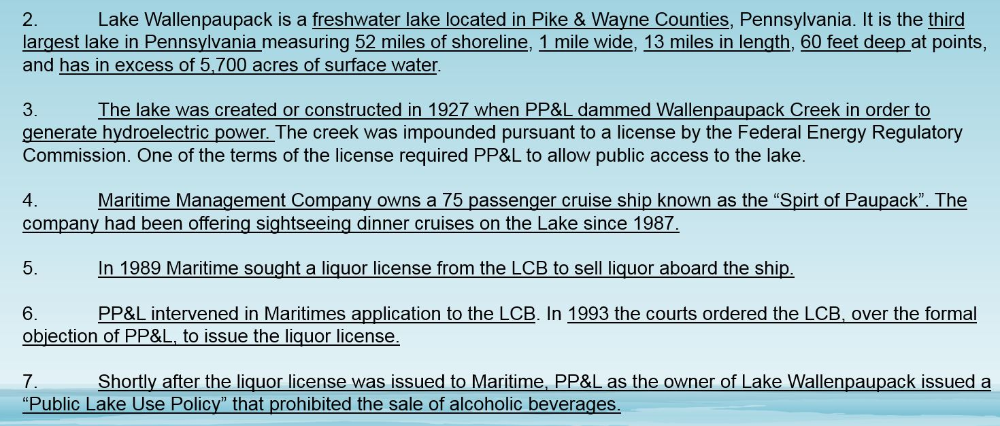 2. Lake Wallenpaupack is a freshwater lake located in Pike & Wayne Counties, Pennsylvania. It is the third
largest lake in Pennsylvania measuring 52 miles of shoreline, 1 mile wide, 13 miles in length, 60 feet deep at points,
and has in excess of 5,700 acres of surface water.
3. The lake was created or constructed in 1927 when PP&L dammed Wallenpaupack Creek in order to
generate hydroelectric power. The creek was impounded pursuant to a license by the Federal Energy Regulatory
Commission. One of the terms of the license required PP&L to allow public access to the lake.
4. Maritime Management Company owns a 75 passenger cruise ship known as the “Spirt of Paupack”. The
company had been offering sightseeing dinner cruises on the Lake since 1987.
5. In 1989 Maritime sought a liquor license from the LCB to sell liquor aboard the ship.
6. PP&L intervened in Maritimes application to the LCB. In 1993 the courts ordered the LCB, over the formal
objection of PP&L, to issue the liquor license.
7. Shortly after the liquor license was issued to Maritime, PP&L as the owner of Lake Wallenpaupack issued a
“Public Lake Use Policy” that prohibited the sale of alcoholic beverages.